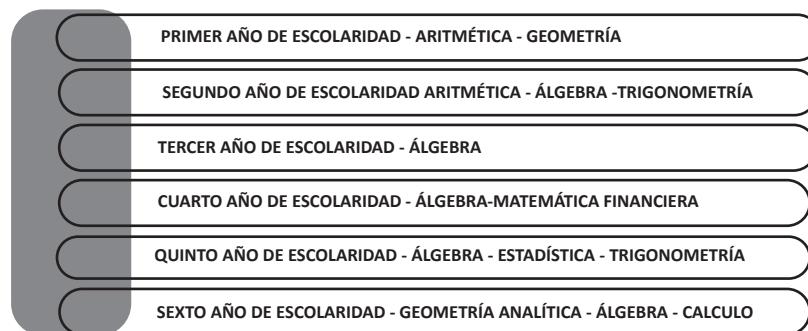 PRIMER AÑO DE ESCOLARIDAD - ARITMÉTICA - GEOMETRÍA
SEGUNDO AÑO DE ESCOLARIDAD ARITMÉTICA - ÁLGEBRA -TRIGONOMETRÍA
TERCER AÑO DE ESCOLARIDAD - ÁLGEBRA
CUARTO AÑO DE ESCOLARIDAD - ÁLGEBRA-MATEMÁTICA FINANCIERA
QUINTO AÑO DE ESCOLARIDAD - ÁLGEBRA - ESTADÍSTICA - TRIGONOMETRÍA
SEXTO AÑO DE ESCOLARIDAD - GEOMETRÍA ANALÍTICA - ÁLGEBRA - CALCULO